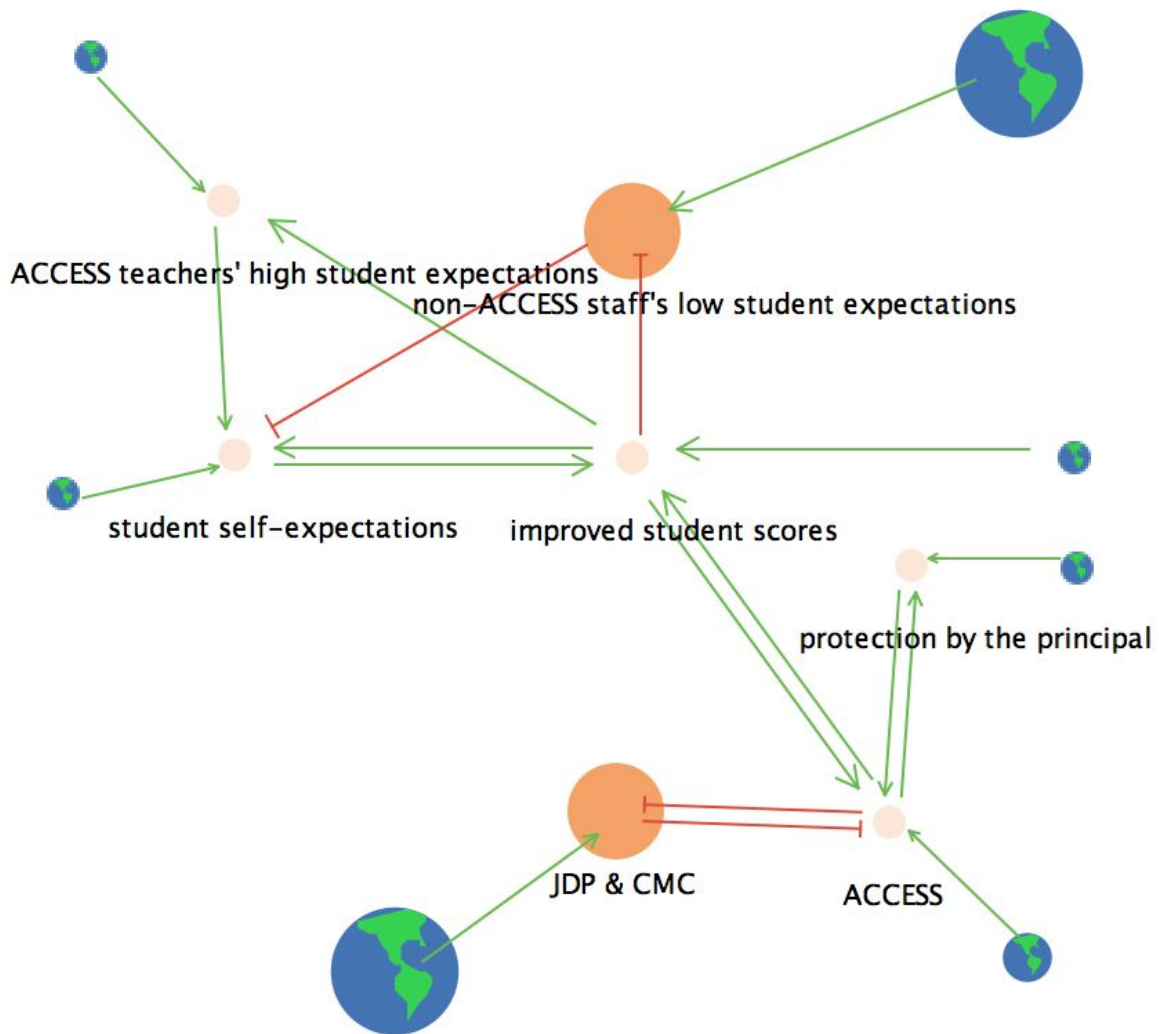 ACCESS teachers' high student expectations
non-ACCESS staff's low student expectations
student self-expectations
improved student scores
protection by the principal
JDP & CMC
ACCESS